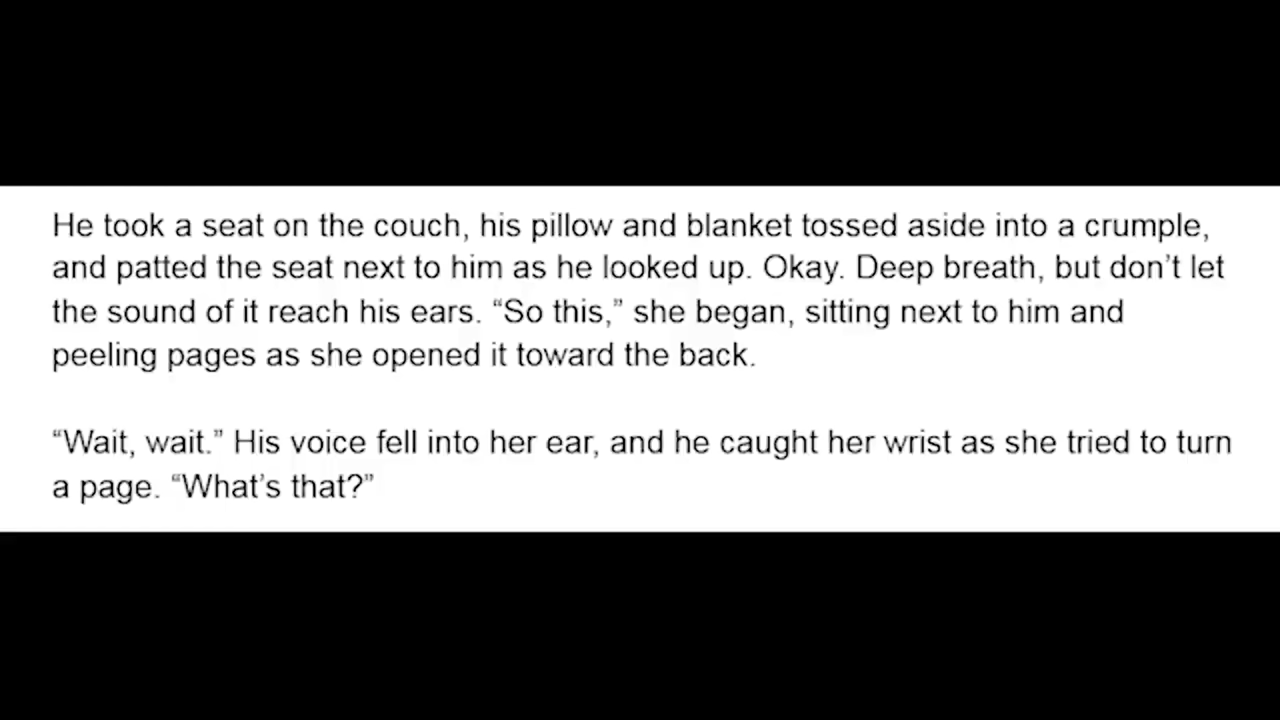 He took a seat on the couch, his pillow and blanket tossed aside into a crumple,
and patted the seat next to him as he looked up. Okay. Deep breath, but don’t let
the sound of it reach his ears. “So this,” she began, sitting next to him and
peeling pages as she opened it toward the back.
“Wait, wait.” His voice fell into her ear, and he caught her wrist as she tried to turn
a page. “What’s that?”